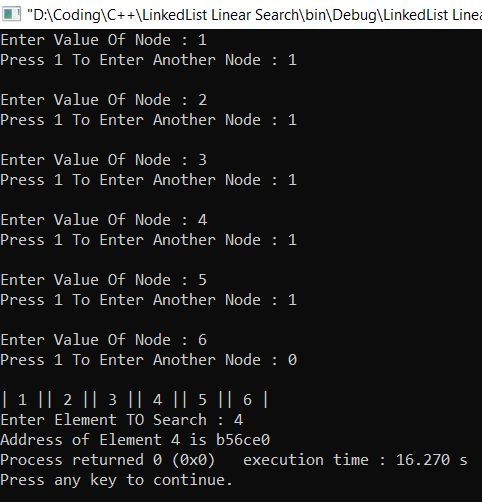 "D:\Coding\C++\LinkedList Linear Search\bin\Debug\LinkedList Linea
Enter Value Of Node : 1
Press 1 To Enter Another Node : 1
Enter Value Of Node : 2
Press 1 To Enter Another Node : 1
Enter Value Of Node : 3
Press 1 To Enter Another Node : 1
Enter Value Of Node : 4
Press 1 To Enter Another Node : 1
Enter Value Of Node : 5
Press 1 To Enter Another Node : 1
Enter Value Of Node : 6
Press 1 To Enter Another Node : 0
| 1 || 2 || 3 || 4 || 5 || 6 |
Enter Element TO Search : 4
Address of Element 4 is b56ce0
Process returned 0 (0x0)   execution time : 16.270 s
Press any key to continue.